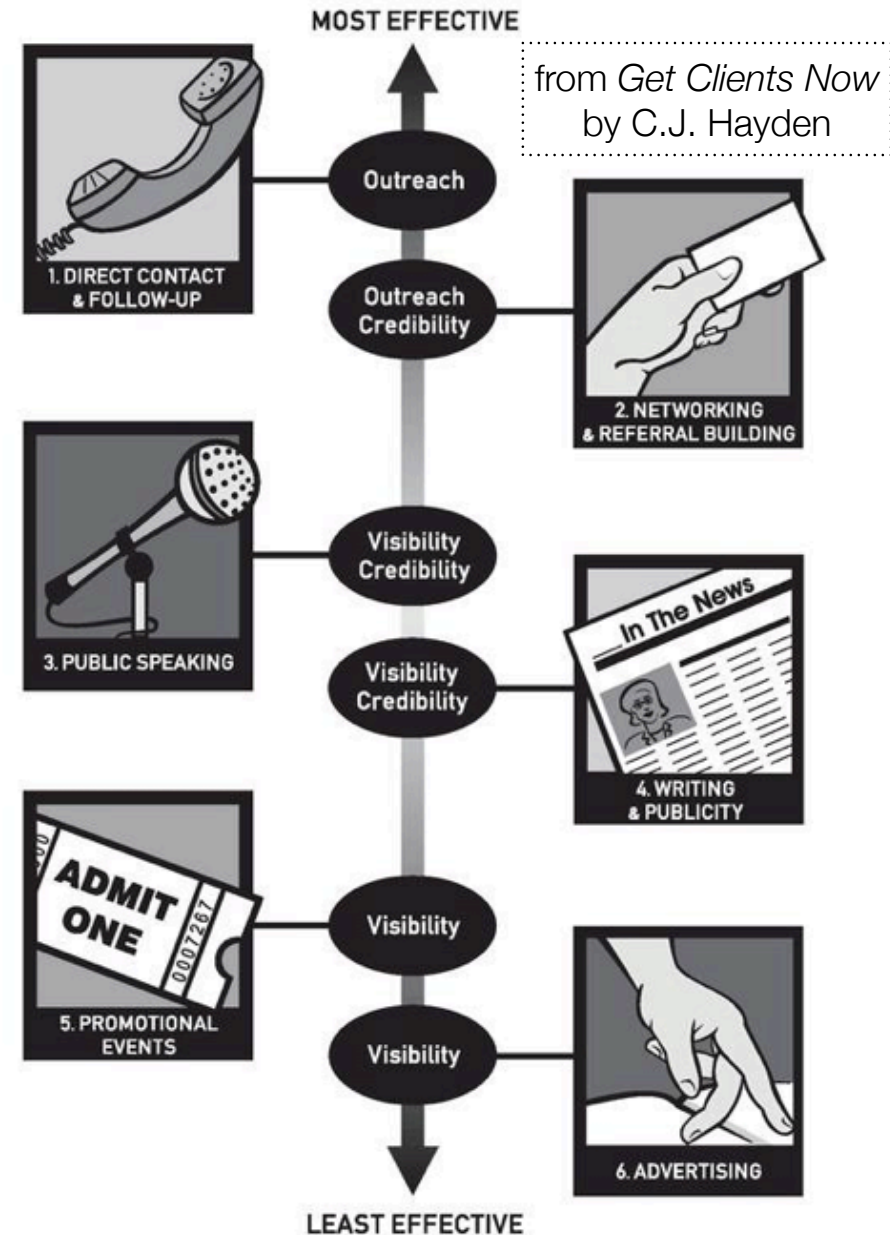 MOST EFFECTIVE
from Get Clients Now
by C.J. Hayden
Outreach
1. DIRECT CONTACT
& FOLLOW-UP
Outreach
Credibility
2. NETWORKING
& REFERRAL BUILDING
Visibility
Credibility
3. PUBLIC SPEAKING
In The News
Visibility
Credibility
4. WRITING
& PUBLICITY
ADMIT
ONE
0007267
Visibility
5. PROMOTIONAL
EVENTS
Visibility
6. ADVERTISING
LEAST EFFECTIVE